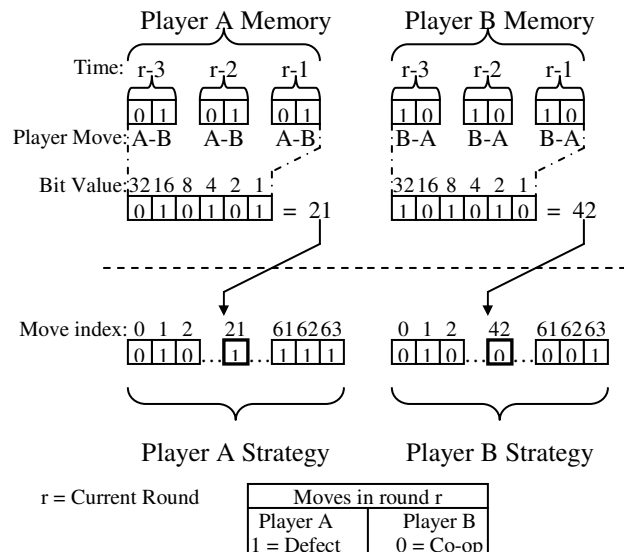 Player A Memory Player B Memory
Time: r-3 r-2 r-1 r-3 r-2 r-1
0 1 0 1 0 1 1 0 1 0 1 0
Player Move: A-B A-B A-B B-A B-A B-A
Bit Value: 32 16 8 4 2 1 32 16 8 4 2 1
0 1 0 1 0 1 = 21 1 0 1 0 1 0 = 42
Move index: 0 1 2 21 61 62 63 0 1 2 42 61 62 63
0 1 0 ... 1 ... 1 1 1 0 1 0 ... 0 ... 0 0 1
Player A Strategy Player B Strategy
r = Current Round Moves in round r
Player A Player B
1 = Defect 0 = Co-op